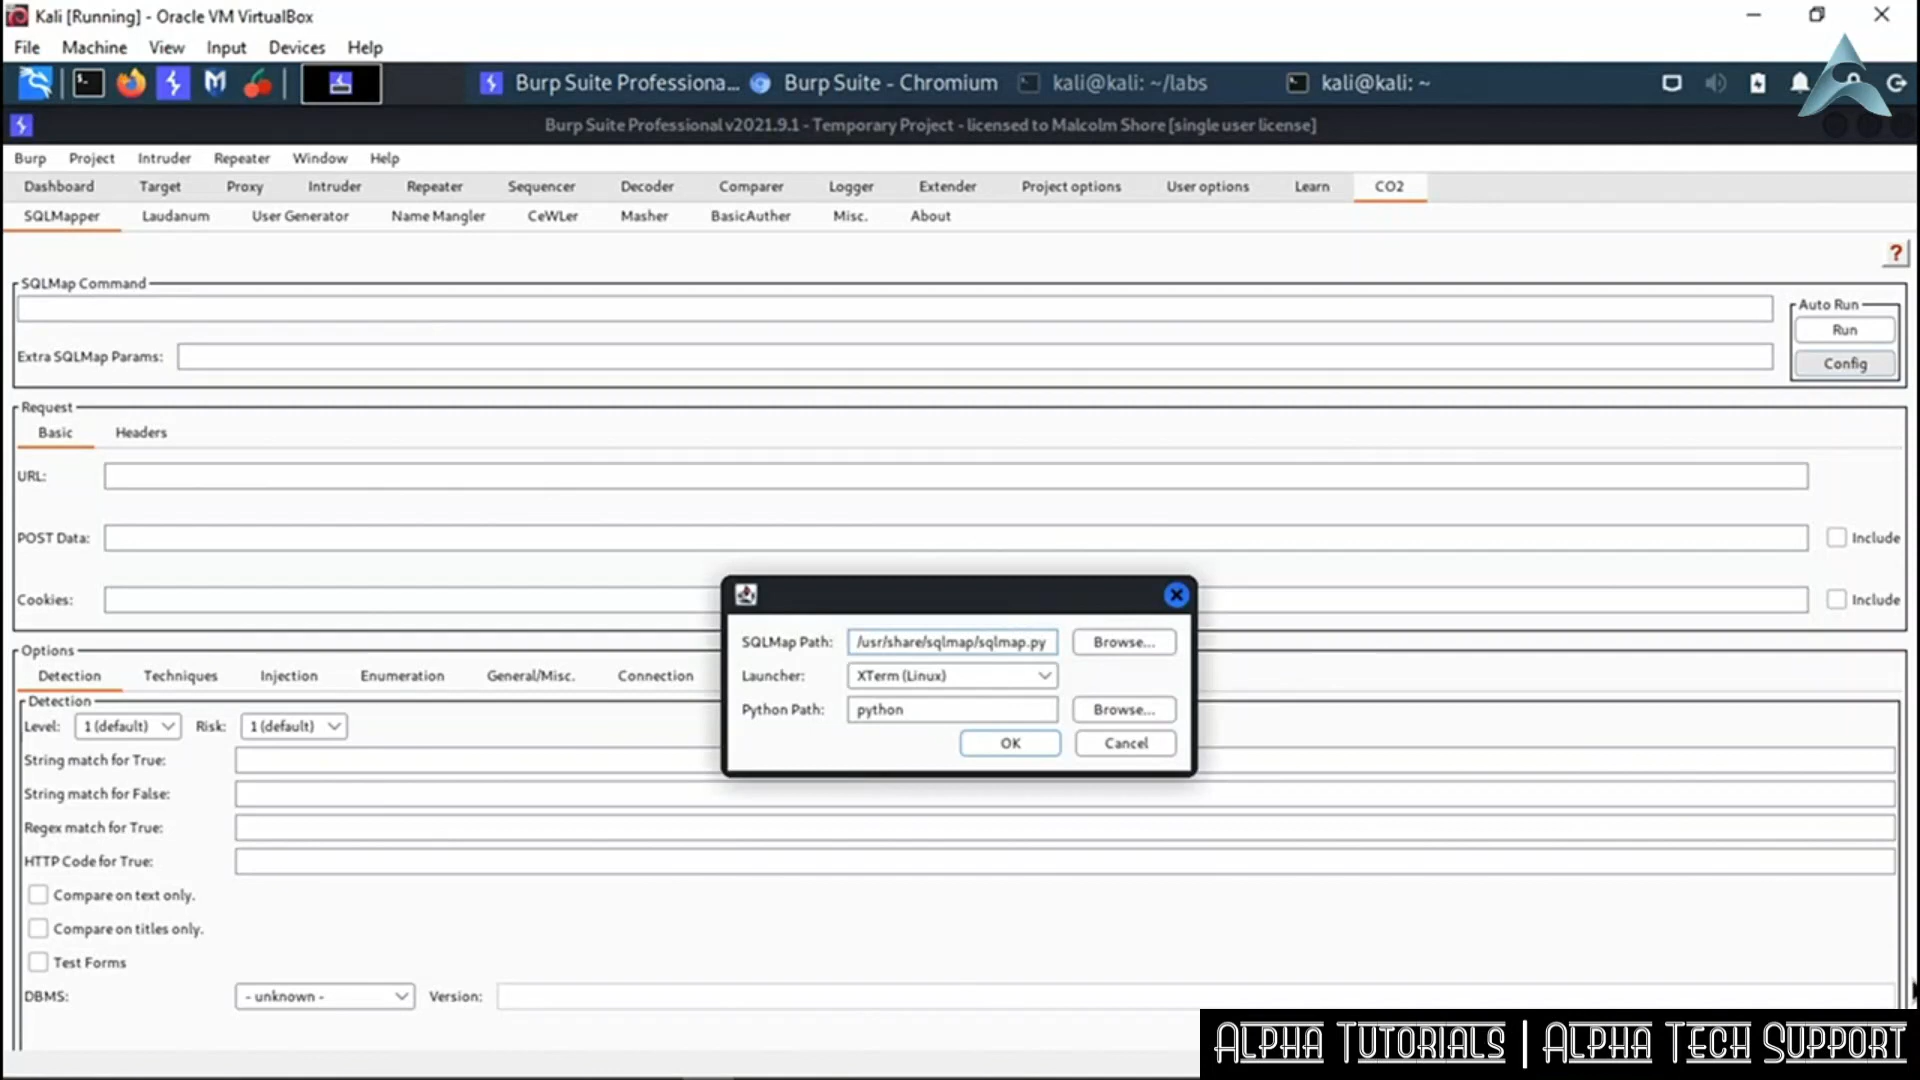 Kali [Running] - Oracle VM VirtualBox
File Machine View Input Devices Help
Burp Suite Professiona... Burp Suite - Chromium kali@kali: ~/labs kali@kali: ~
Burp Suite Professional v2021.9.1 - Temporary Project - licensed to Malcolm Shore [single user license]
Burp Project Intruder Repeater Window Help
Dashboard Target Proxy Intruder Repeater Sequencer Decoder Comparer Logger Extender Project options User options Learn CO2
SQLMapper Laudanum User Generator Name Mangler CeWLer Masher BasicAuther Misc. About
?
SQLMap Command
Auto Run
Run
Extra SQLMap Params:
Config
Request
Basic Headers
URL:
POST Data:
Include
Cookies:
Include
SQLMap Path: /usr/share/sqlmap/sqlmap.py Browse...
Launcher: XTerm (Linux)
Python Path: python Browse...
OK Cancel
Options
Detection Techniques Injection Enumeration General/Misc. Connection
Detection
Level: 1 (default) Risk: 1 (default)
String match for True:
String match for False:
Regex match for True:
HTTP Code for True:
Compare on text only.
Compare on titles only.
Test Forms
DBMS: - unknown - Version:
Alpha Tutorials | Alpha Tech Support